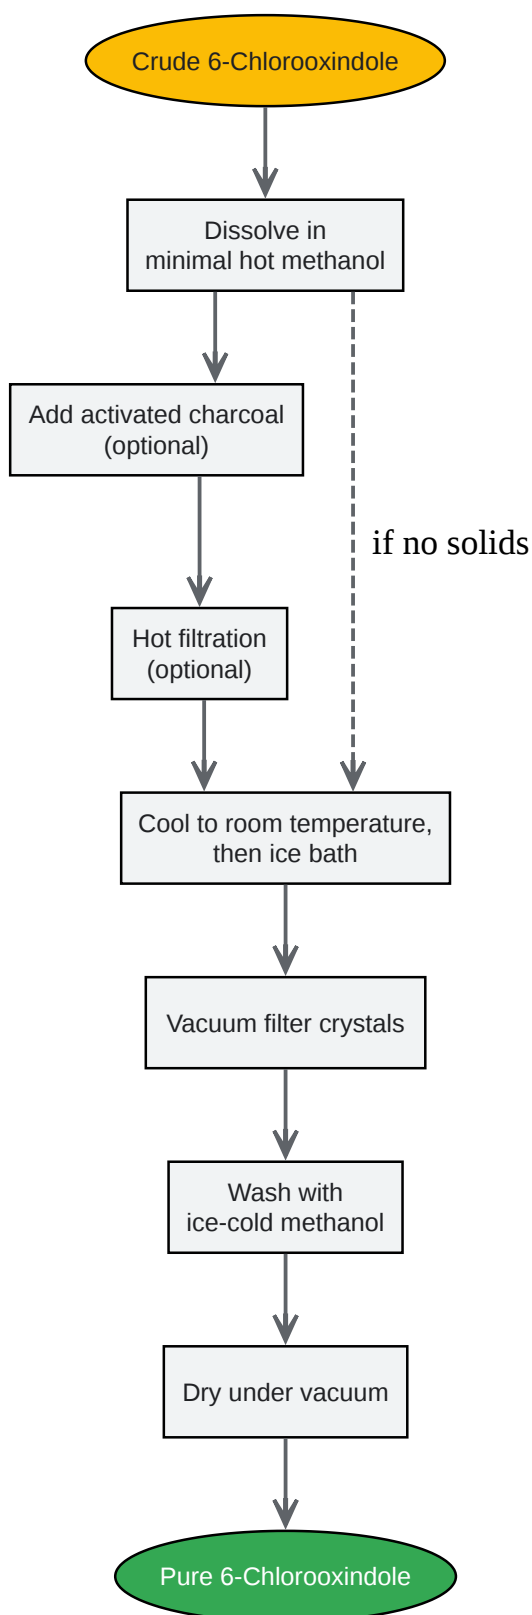 Crude 6-Chlorooxindole
Dissolve in
minimal hot methanol
Add activated charcoal
(optional)
if no solids
Hot filtration
(optional)
Cool to room temperature,
then ice bath
Vacuum filter crystals
Wash with
ice-cold methanol
Dry under vacuum
Pure 6-Chlorooxindole